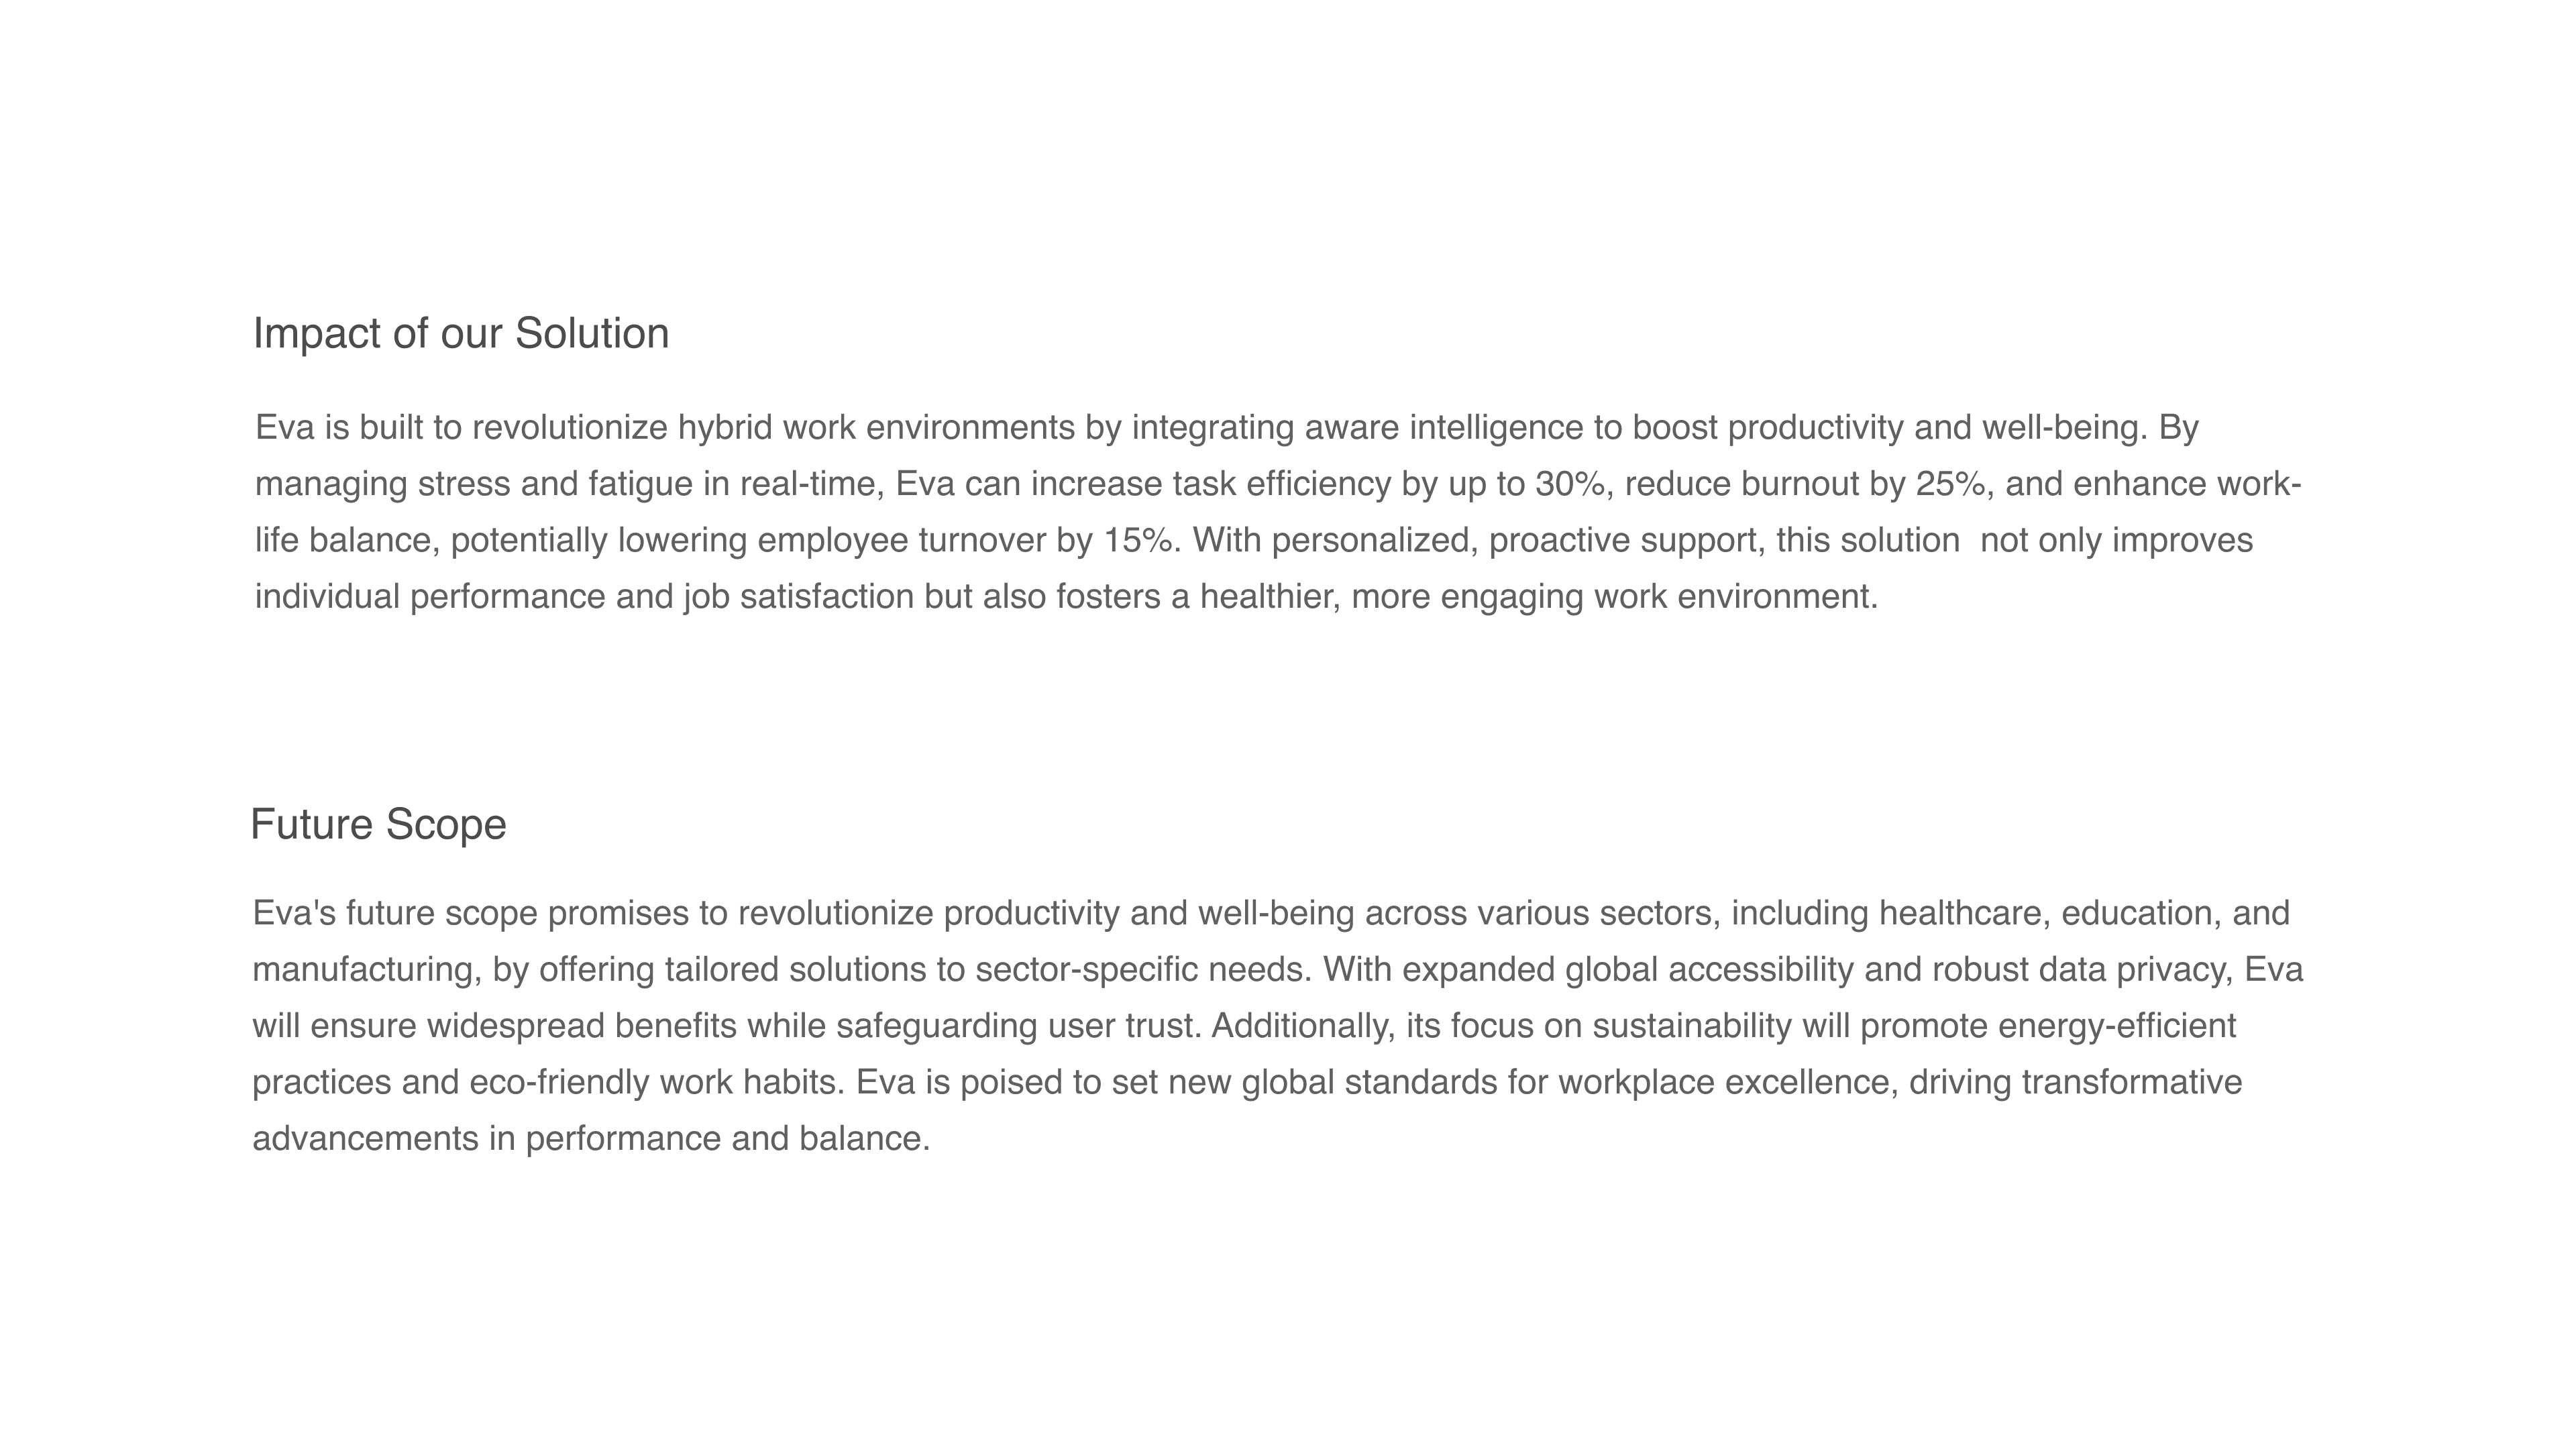 Impact of our Solution
Eva is built to revolutionize hybrid work environments by integrating aware intelligence to boost productivity and well-being. By
managing stress and fatigue in real-time, Eva can increase task efficiency by up to 30%, reduce burnout by 25%, and enhance work-
life balance, potentially lowering employee turnover by 15%. With personalized, proactive support, this solution  not only improves
individual performance and job satisfaction but also fosters a healthier, more engaging work environment.
Future Scope
Eva's future scope promises to revolutionize productivity and well-being across various sectors, including healthcare, education, and
manufacturing, by offering tailored solutions to sector-specific needs. With expanded global accessibility and robust data privacy, Eva
will ensure widespread benefits while safeguarding user trust. Additionally, its focus on sustainability will promote energy-efficient
practices and eco-friendly work habits. Eva is poised to set new global standards for workplace excellence, driving transformative
advancements in performance and balance.